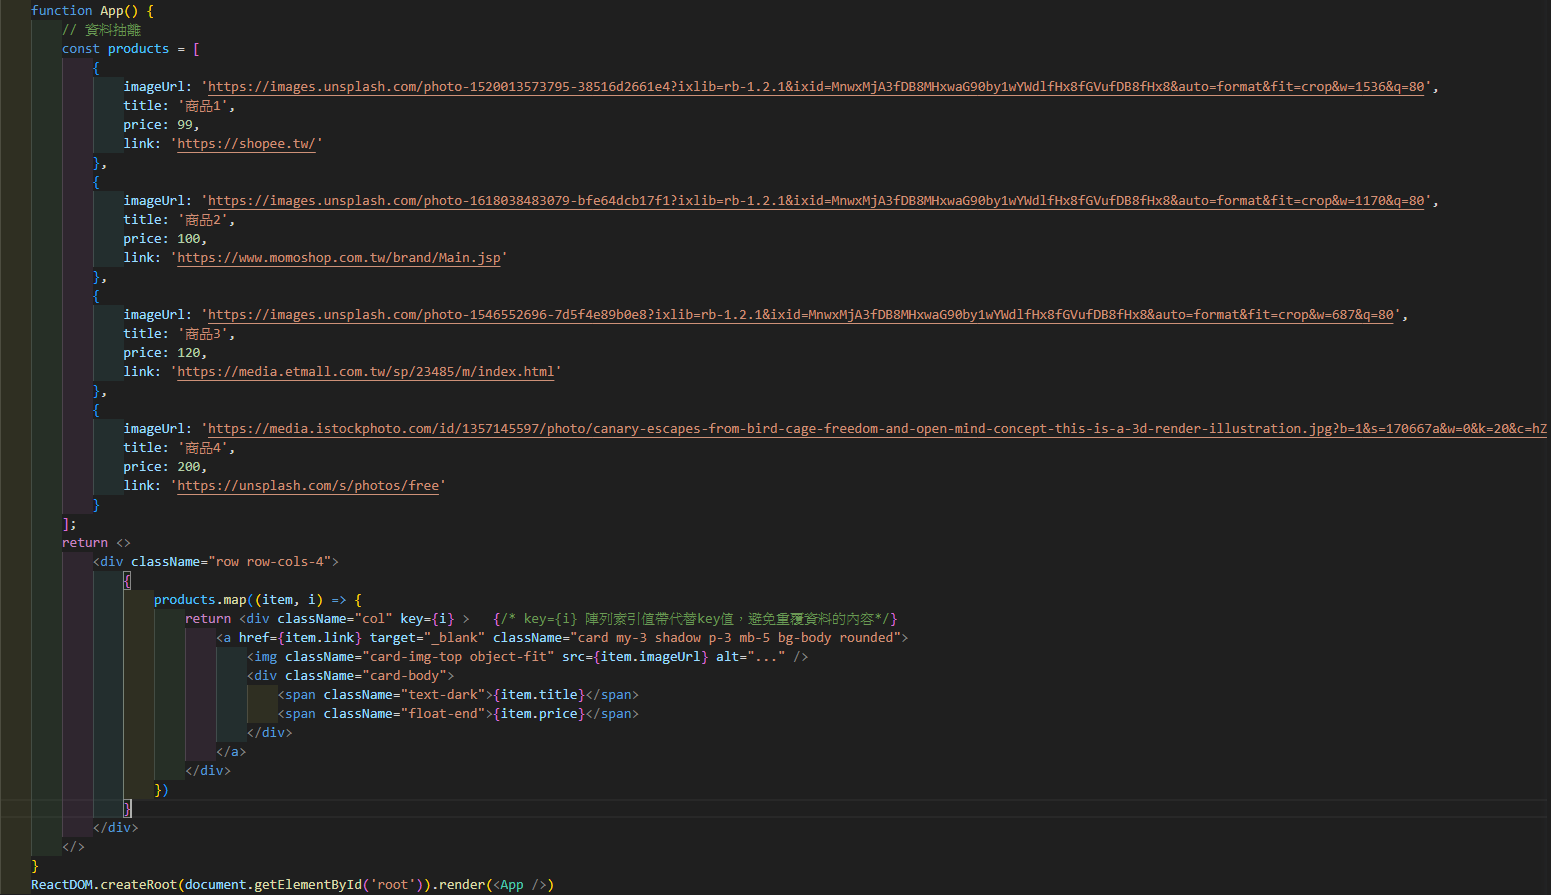 function App() {
// 資料抽離
const products = [
{
imageUrl: 'https://images.unsplash.com/photo-1520013573795-38516d2661e4?ixlib=rb-1.2.1&ixid=MnwxMjA3fDB8MHxwaG90by1wYWdlfHx8fGVufDB8fHx8&auto=format&fit=crop&w=1536&q=80',
title: '商品1',
price: 99,
link: 'https://shopee.tw/'
},
{
imageUrl: 'https://images.unsplash.com/photo-1618038483079-bfe64dcb17f1?ixlib=rb-1.2.1&ixid=MnwxMjA3fDB8MHxwaG90by1wYWdlfHx8fGVufDB8fHx8&auto=format&fit=crop&w=1170&q=80',
title: '商品2',
price: 100,
link: 'https://www.momoshop.com.tw/brand/Main.jsp'
},
{
imageUrl: 'https://images.unsplash.com/photo-1546552696-7d5f4e89b0e8?ixlib=rb-1.2.1&ixid=MnwxMjA3fDB8MHxwaG90by1wYWdlfHx8fGVufDB8fHx8&auto=format&fit=crop&w=687&q=80',
title: '商品3',
price: 120,
link: 'https://media.etmall.com.tw/sp/23485/m/index.html'
},
{
imageUrl: 'https://media.istockphoto.com/id/1357145597/photo/canary-escapes-from-bird-cage-freedom-and-open-mind-concept-this-is-a-3d-render-illustration.jpg?b=1&s=170667a&w=0&k=20&c=hZ
title: '商品4',
price: 200,
link: 'https://unsplash.com/s/photos/free'
}
];
return <>
<div className="row row-cols-4">
{
products.map((item, i) => {
return <div className="col" key={i} >   {/* key={i} 陣列索引值帶代替key值，避免重覆資料的內容*/}
<a href={item.link} target="_blank" className="card my-3 shadow p-3 mb-5 bg-body rounded">
<img className="card-img-top object-fit" src={item.imageUrl} alt="..." />
<div className="card-body">
<span className="text-dark">{item.title}</span>
<span className="float-end">{item.price}</span>
</div>
</a>
</div>
})
}
</div>
</>
}
ReactDOM.createRoot(document.getElementById('root')).render(<App />)